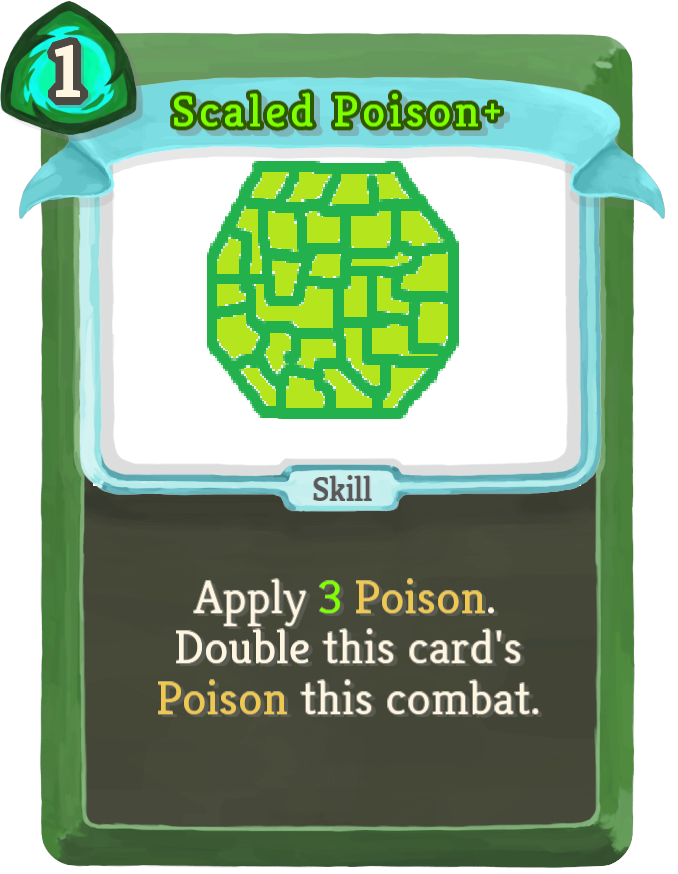 1
Scaled Poison+
Skill
Apply 3 Poison.
Double this card's
Poison this combat.